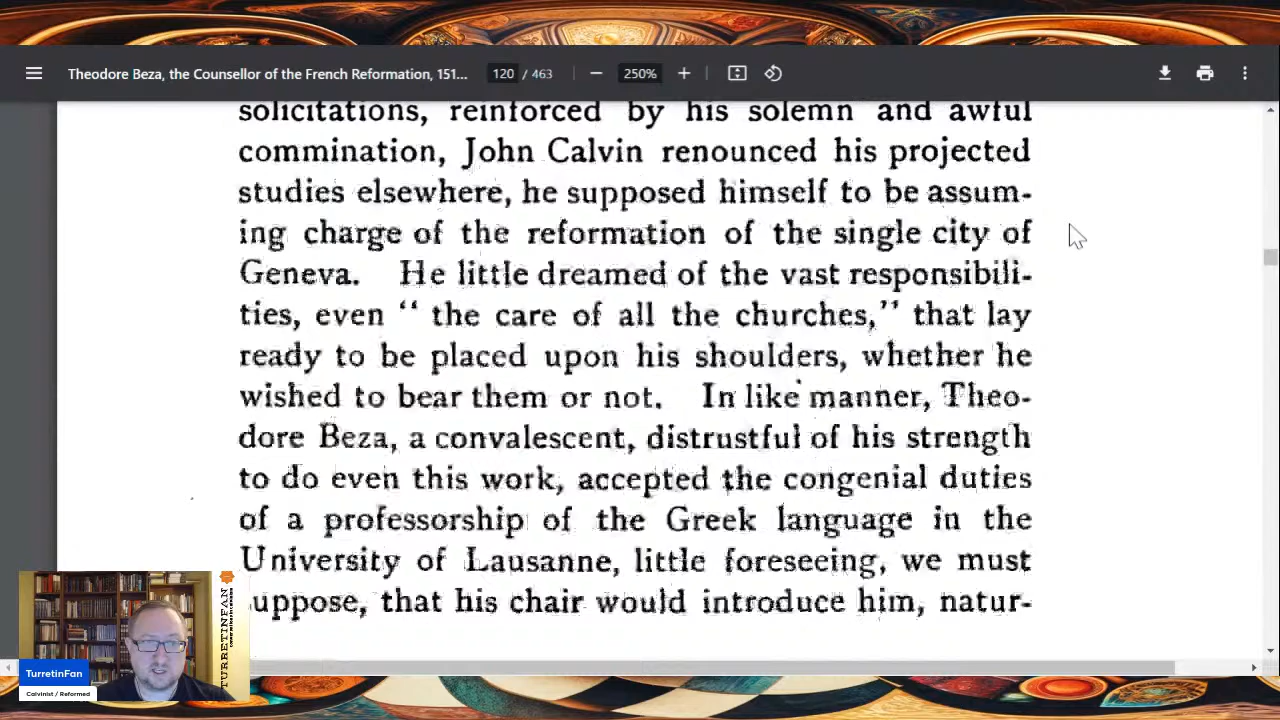 Theodore Beza, the Counsellor of the French Reformation, 151...
120 / 463
250%
solicitations, reinforced by his solemn and awful
commination, John Calvin renounced his projected
studies elsewhere, he supposed himself to be assum-
ing charge of the reformation of the single city of
Geneva. He little dreamed of the vast responsibili-
ties, even “ the care of all the churches,” that lay
ready to be placed upon his shoulders, whether he
wished to bear them or not. In like manner, Theo-
dore Beza, a convalescent, distrustful of his strength
to do even this work, accepted the congenial duties
of a professorship of the Greek language in the
University of Lausanne, little foreseeing, we must
uppose, that his chair would introduce him, natur-
TURRETINFAN
TurretinFan
Calvinist / Reformed